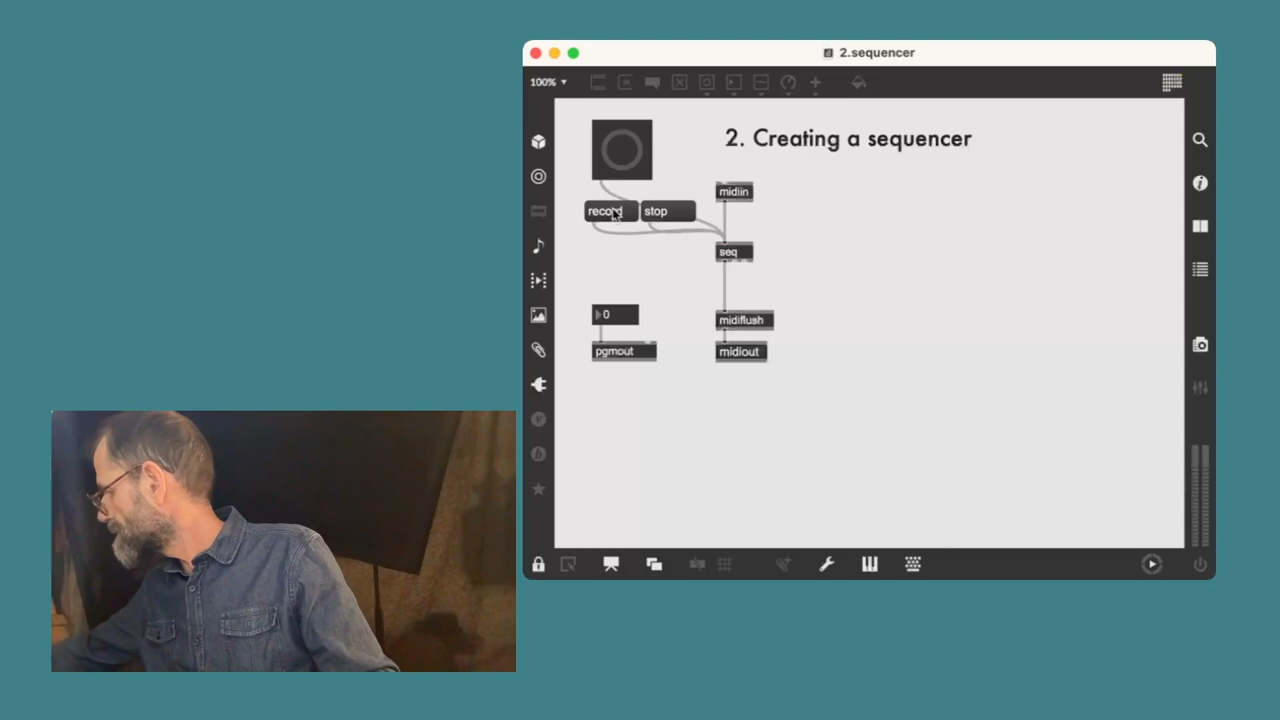 2.sequencer
100%
2. Creating a sequencer
midiin
record
stop
seq
0
midiflush
pgmout
midiout